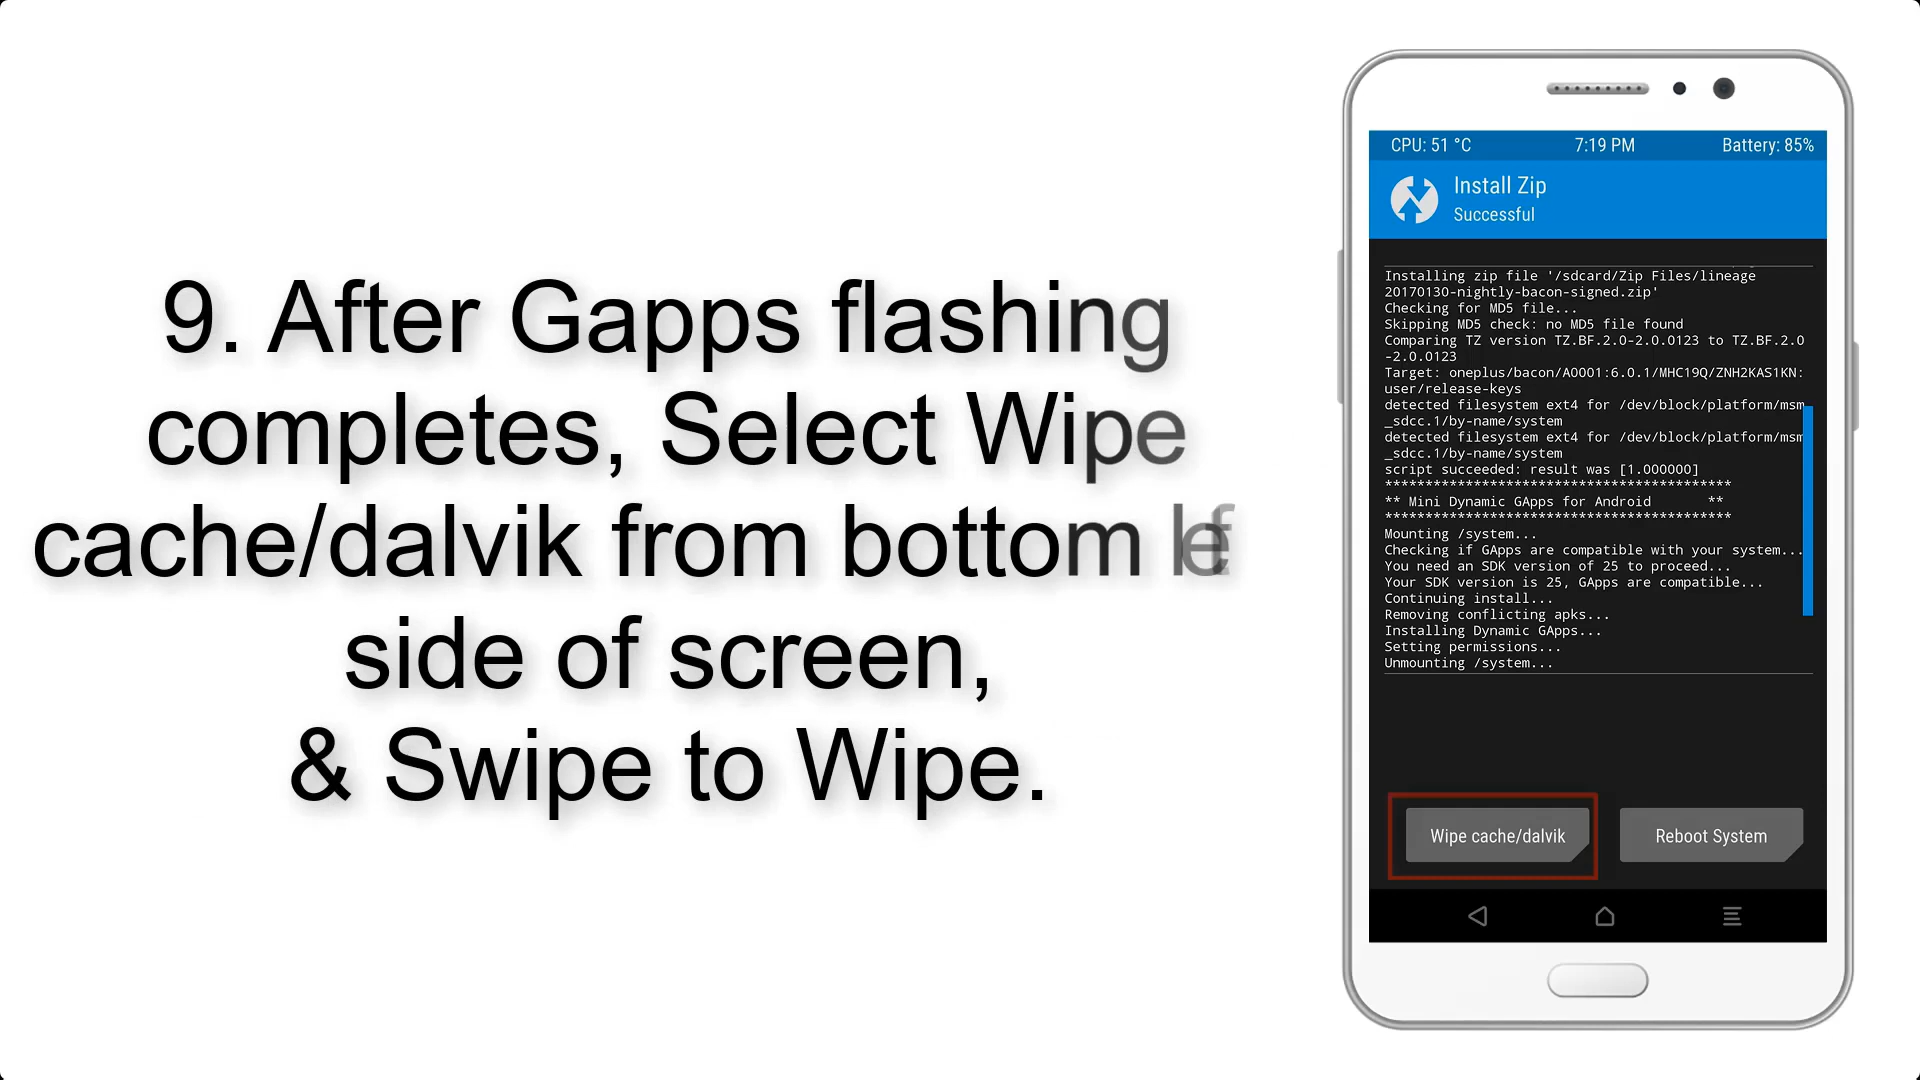 9. After Gapps flashing
completes, Select Wipe
cache/dalvik from bottom lef
side of screen,
& Swipe to Wipe.
CPU: 51 °C 7:19 PM Battery: 85%
Install Zip
Successful
Installing zip file '/sdcard/Zip Files/lineage
20170130-nightly-bacon-signed.zip'
Checking for MD5 file...
Skipping MD5 check: no MD5 file found
Comparing TZ version TZ.BF.2.0-2.0.0123 to TZ.BF.2.0
-2.0.0123
Target: oneplus/bacon/A0001:6.0.1/MHC19Q/ZNH2KAS1KN:
user/release-keys
detected filesystem ext4 for /dev/block/platform/msm
_sdcc.1/by-name/system
detected filesystem ext4 for /dev/block/platform/msm
_sdcc.1/by-name/system
script succeeded: result was [1.000000]
******************************************
** Mini Dynamic GApps for Android **
******************************************
Mounting /system...
Checking if GApps are compatible with your system...
You need an SDK version of 25 to proceed...
Your SDK version is 25, GApps are compatible...
Continuing install...
Removing conflicting apks...
Installing Dynamic GApps...
Setting permissions...
Unmounting /system...
Wipe cache/dalvik Reboot System